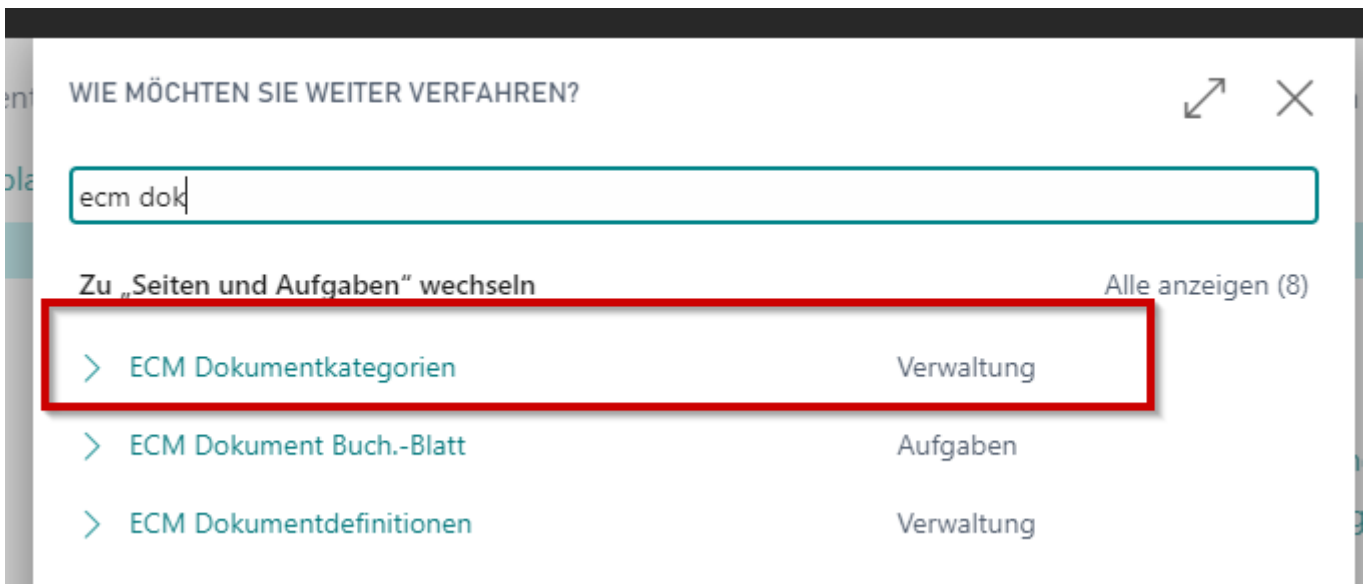 WIE MÖCHTEN SIE WEITER VERFAHREN?
ecm dok
Zu „Seiten und Aufgaben“ wechseln Alle anzeigen (8)
ECM Dokumentkategorien Verwaltung
ECM Dokument Buch.-Blatt Aufgaben
ECM Dokumentdefinitionen Verwaltung